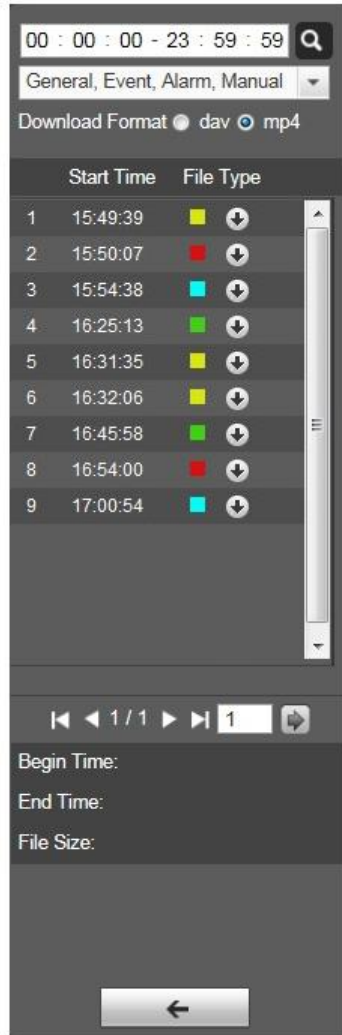 00 : 00 : 00 - 23 : 59 : 59
General, Event, Alarm, Manual
Download Format dav mp4
Start Time File Type
1 15:49:39
2 15:50:07
3 15:54:38
4 16:25:13
5 16:31:35
6 16:32:06
7 16:45:58
8 16:54:00
9 17:00:54
1 / 1 1
Begin Time:
End Time:
File Size: